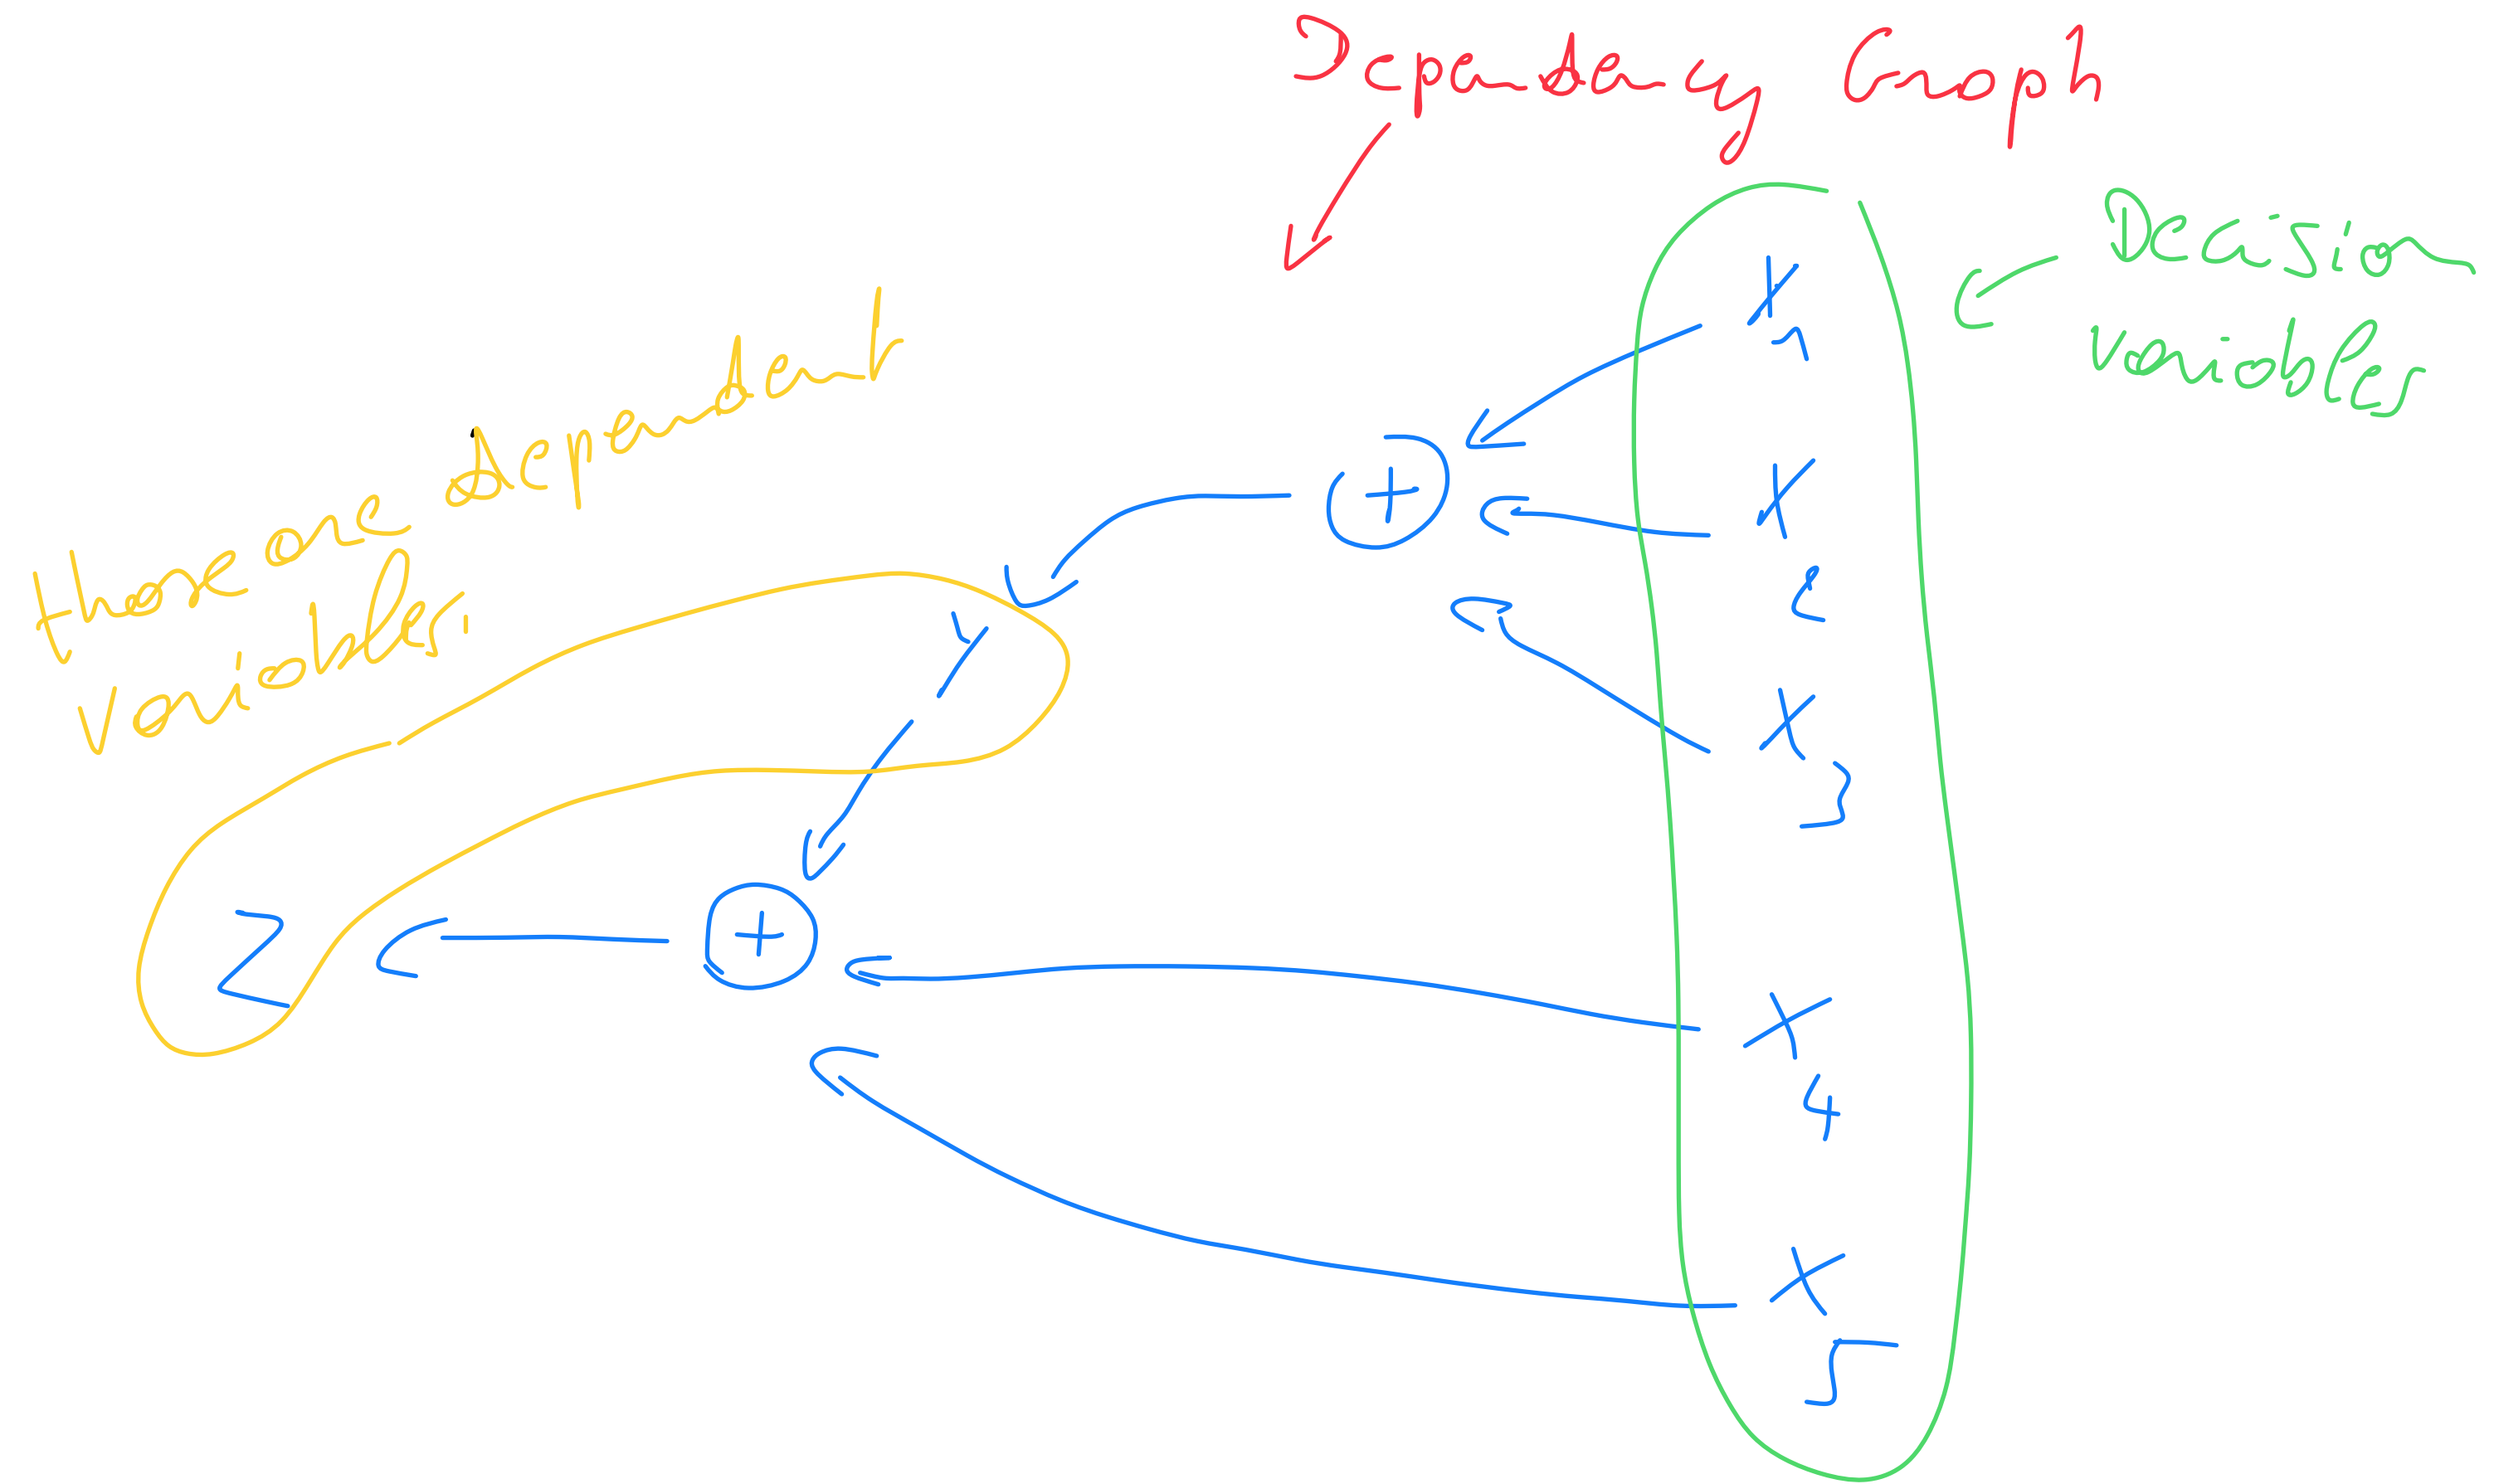 Dependency Graph
Decision
Variables
these are dependent
Variables!
X1
+
X2
y
X3
Z
+
X4
X5